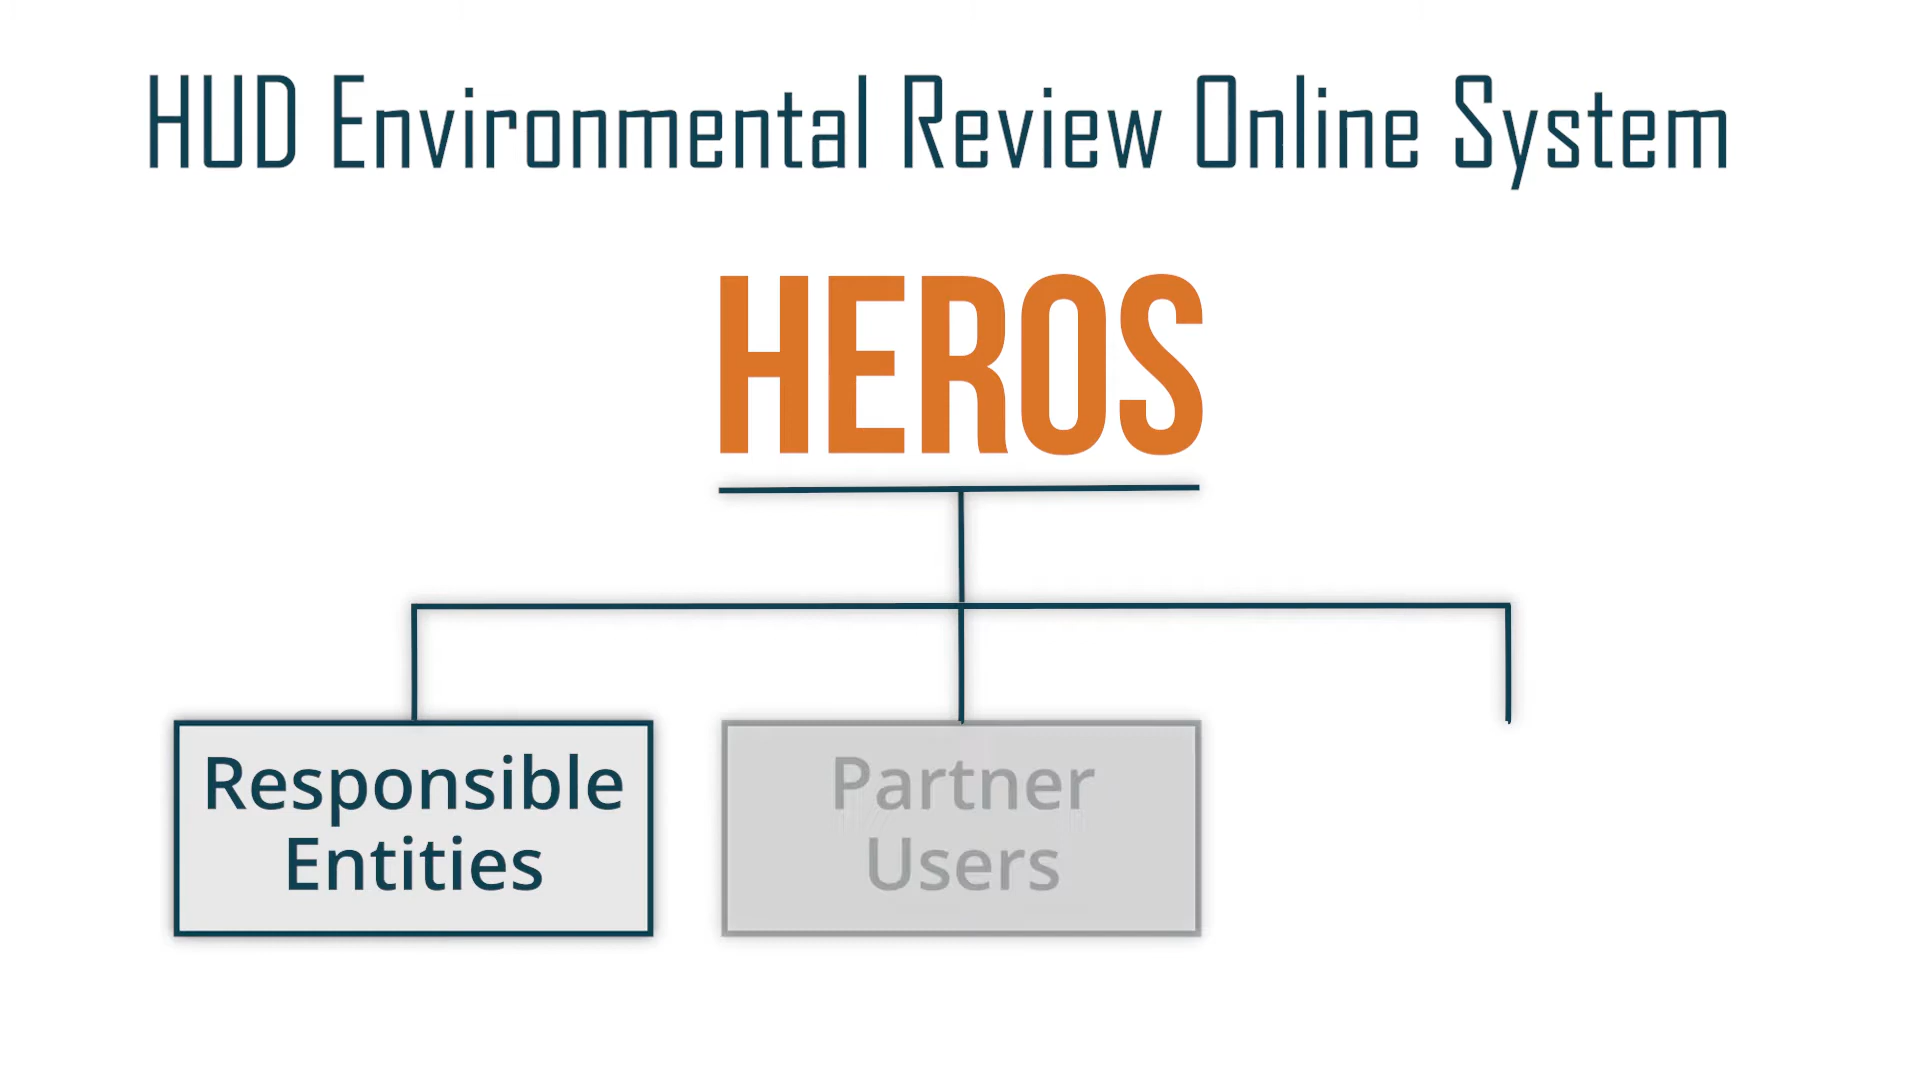 HUD Environmental Review Online System
HEROS
Responsible
Entities
Partner
Users